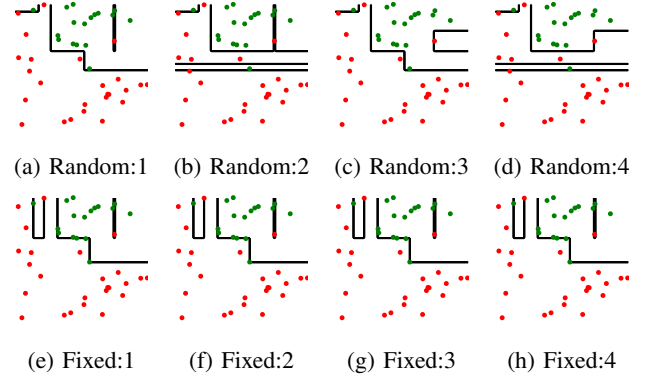 (a) Random:1 (b) Random:2 (c) Random:3 (d) Random:4
(e) Fixed:1 (f) Fixed:2 (g) Fixed:3 (h) Fixed:4